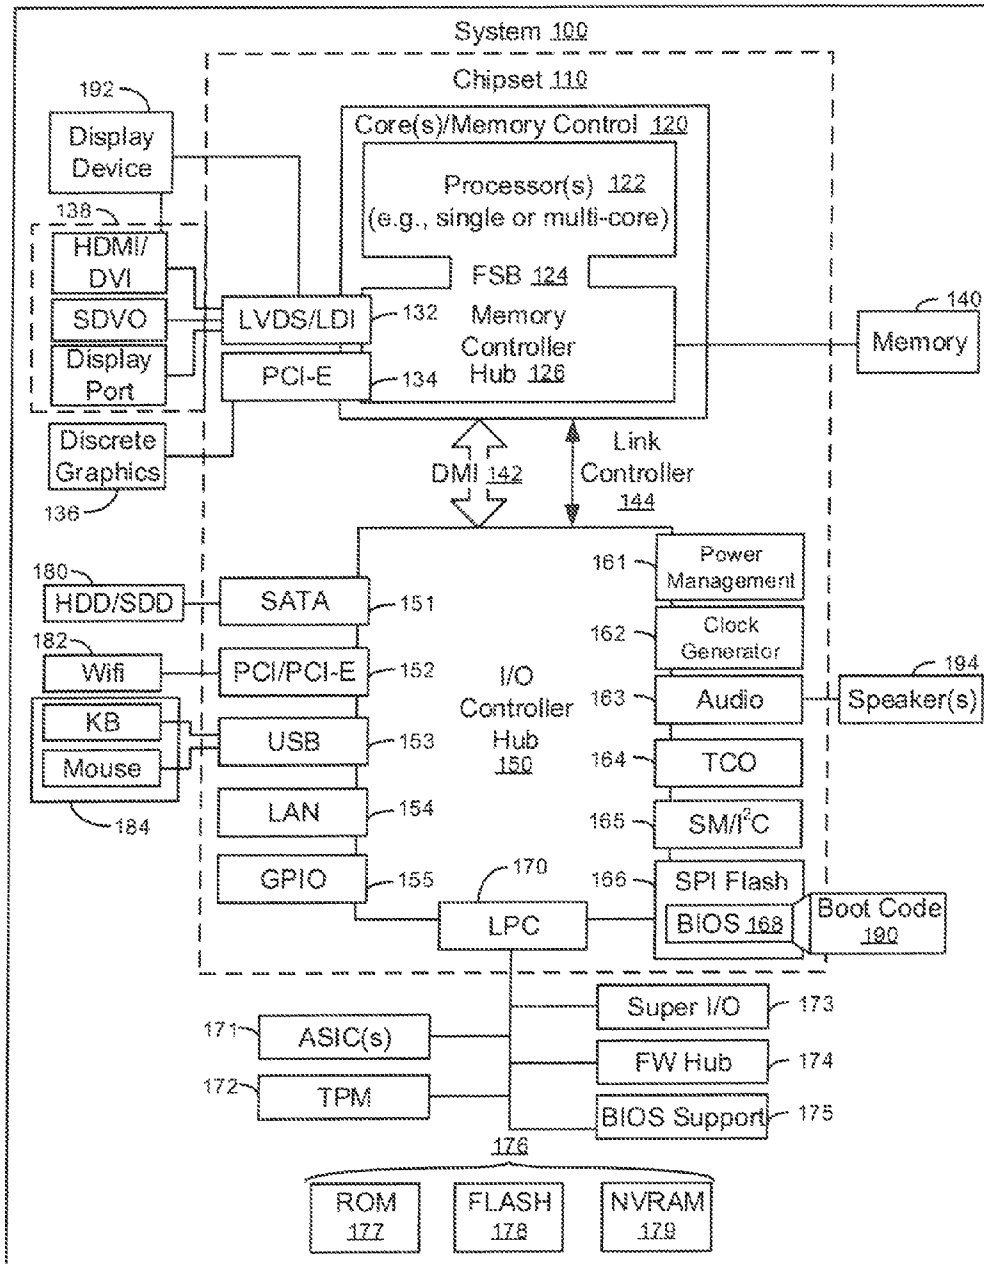 System 100
Chipset 110
192
Display
Device
Core(s)/Memory Control 120
Processor(s) 122
(e.g., single or multi-core)
138
HDMI/
DVI
SDVO
Display
Port
FSB 124
LVDS/LDI
132
PCI-E
134
Memory
Controller
Hub 126
140
Memory
Discrete
Graphics
136
DMI 142
Link
Controller
144
180
HDD/SDD
182
Wifi
KB
Mouse
184
SATA
151
PCI/PCI-E
152
USB
153
LAN
154
GPIO
155
I/O
Controller
Hub
150
161
Power
Management
162
Clock
Generator
163
Audio
194
Speaker(s)
164
TCO
165
SM/I²C
166
SPI Flash
BIOS 168
Boot Code
190
170
LPC
171
ASIC(s)
172
TPM
Super I/O
173
FW Hub
174
BIOS Support
175
176
ROM
177
FLASH
178
NVRAM
179